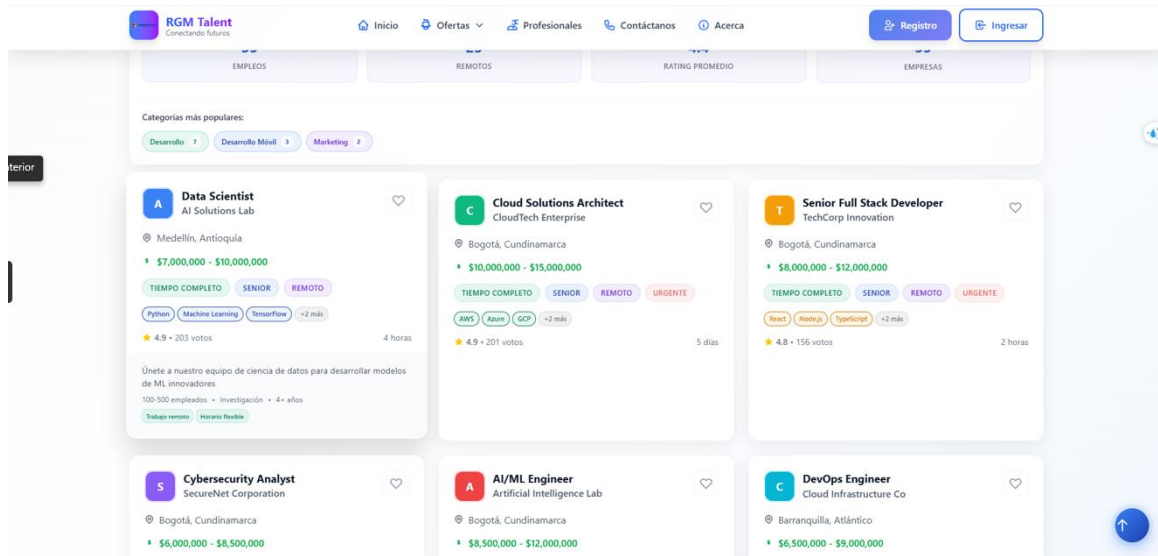 RGM Talent
Conectando futuros
Inicio
Ofertas
Profesionales
Contáctanos
Acerca
Registro
Ingresar
EMPLEOS
REMOTOS
RATING PROMEDIO
EMPRESAS
Categorías más populares:
Desarrollo 7
Desarrollo Móvil 3
Marketing 2
terior
A
Data Scientist
AI Solutions Lab
Medellín, Antioquia
$ $7,000,000 - $10,000,000
TIEMPO COMPLETO SENIOR REMOTO
Python Machine Learning TensorFlow +2 más
4.9 • 203 votos 4 horas
Únete a nuestro equipo de ciencia de datos para desarrollar modelos
de ML innovadores
100-500 empleados • Investigación • 4+ años
Trabajo remoto Horario flexible
C
Cloud Solutions Architect
CloudTech Enterprise
Bogotá, Cundinamarca
$ $10,000,000 - $15,000,000
TIEMPO COMPLETO SENIOR REMOTO URGENTE
AWS Azure GCP +2 más
4.9 • 201 votos 5 días
T
Senior Full Stack Developer
TechCorp Innovation
Bogotá, Cundinamarca
$ $8,000,000 - $12,000,000
TIEMPO COMPLETO SENIOR REMOTO URGENTE
React Node.js TypeScript +2 más
4.8 • 156 votos 2 horas
S
Cybersecurity Analyst
SecureNet Corporation
Bogotá, Cundinamarca
$ $6,000,000 - $8,500,000
A
AI/ML Engineer
Artificial Intelligence Lab
Bogotá, Cundinamarca
$ $8,500,000 - $12,000,000
C
DevOps Engineer
Cloud Infrastructure Co
Barranquilla, Atlántico
$ $6,500,000 - $9,000,000